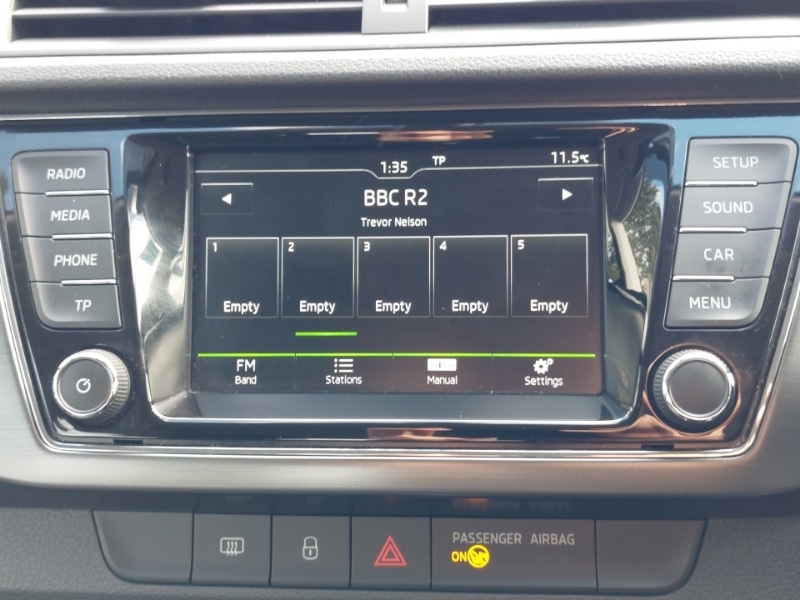 1:35 TP 11.5°C
BBC R2
Trevor Nelson
1 2 3 4 5
Empty Empty Empty Empty Empty
FM
Band Stations Manual Settings
RADIO
MEDIA
PHONE
TP
SETUP
SOUND
CAR
MENU
PASSENGER AIRBAG
ON